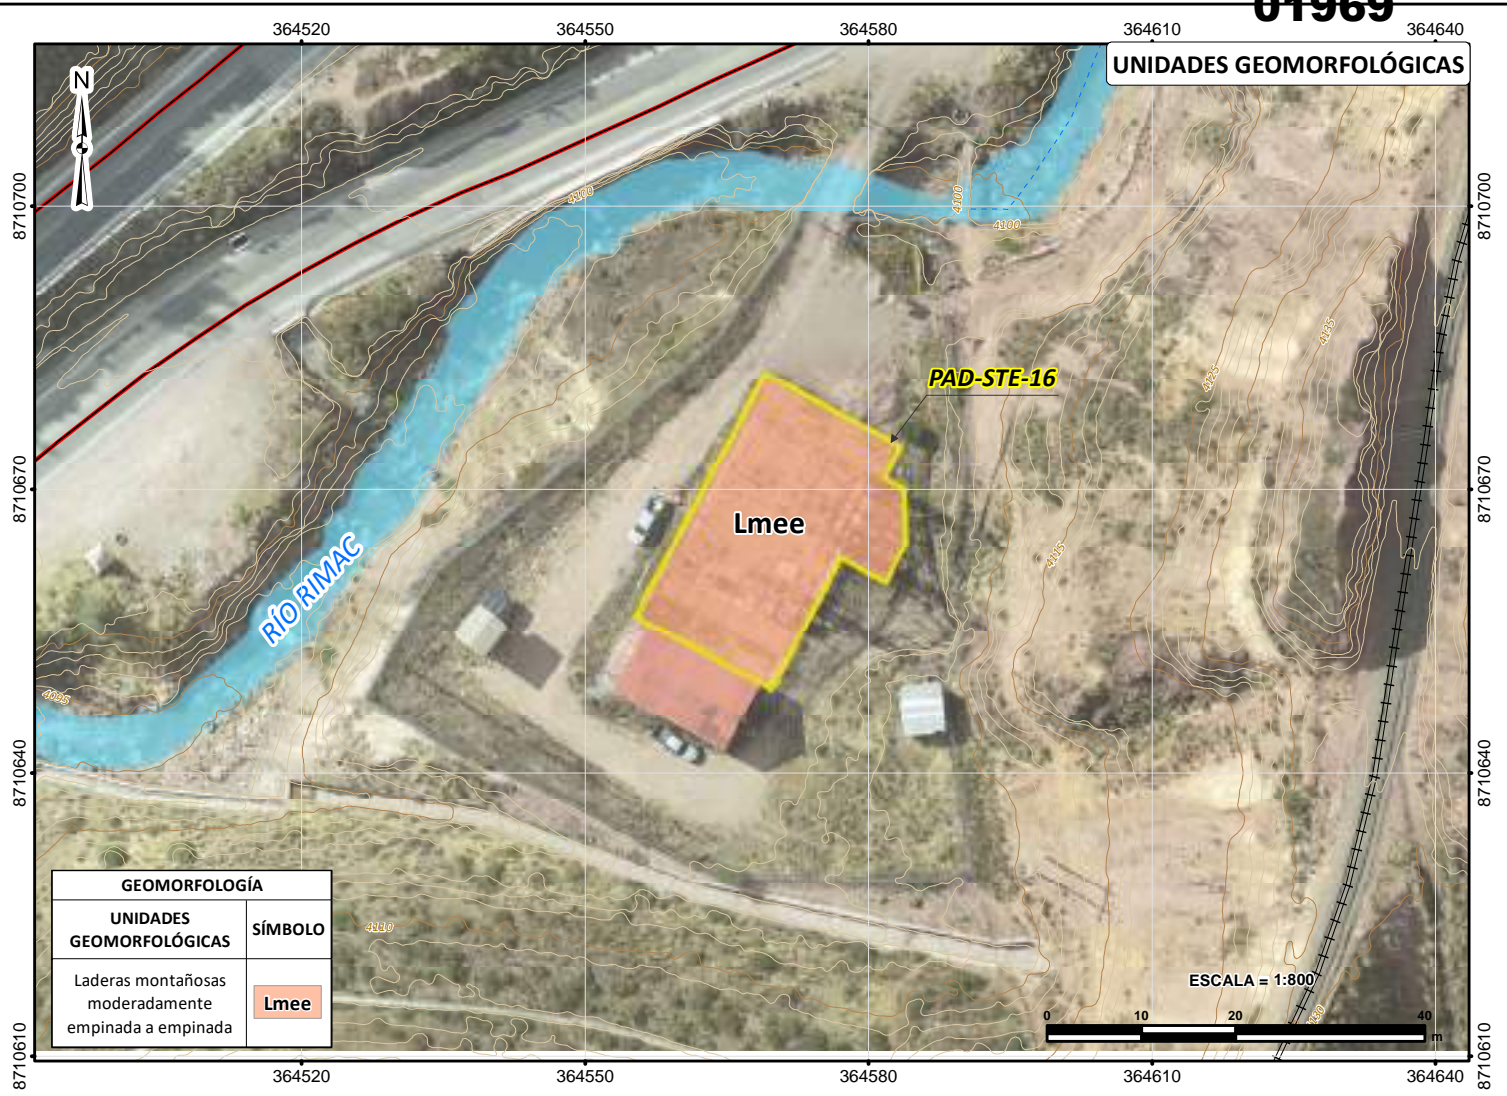 01969
364520 364550 364580 364610 364640
UNIDADES GEOMORFOLÓGICAS
N
8710700 8710700
8710670 8710670
8710640 8710640
8710610 8710610
4100
4100
4100
4135
4125
4115
4095
4110
4130
PAD-STE-16
Lmee
RÍO RIMAC
GEOMORFOLOGÍA
UNIDADES GEOMORFOLÓGICAS SÍMBOLO
Laderas montañosas
moderadamente
empinada a empinada
Lmee
ESCALA = 1:800
0 10 20 40
m
364520 364550 364580 364610 364640